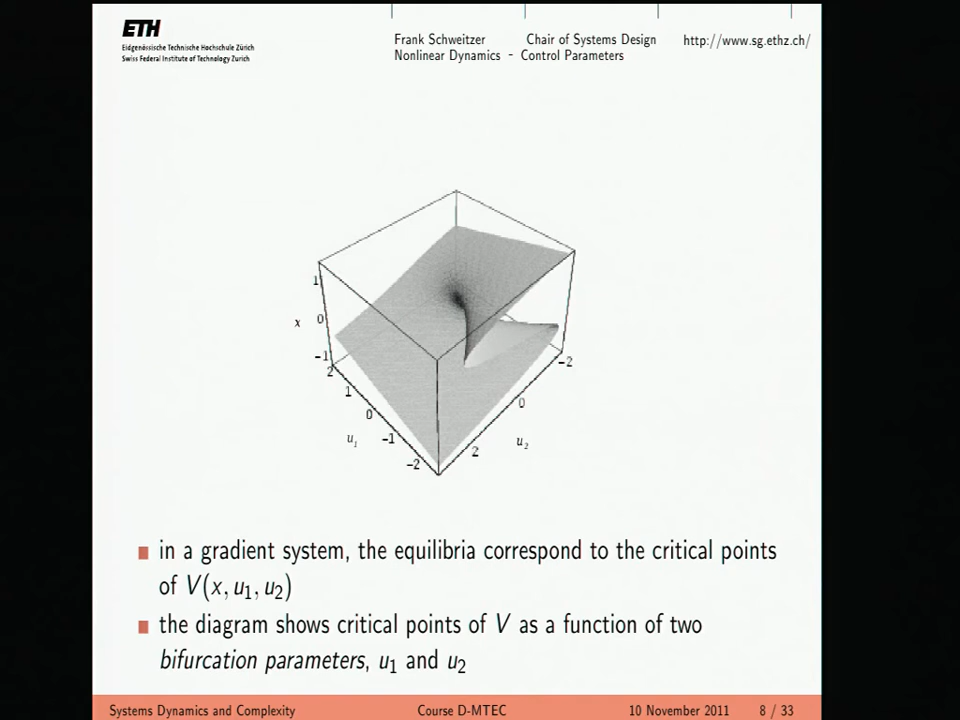 ETH
Eidgenössische Technische Hochschule Zürich
Swiss Federal Institute of Technology Zurich
Frank Schweitzer Chair of Systems Design http://www.sg.ethz.ch/
Nonlinear Dynamics - Control Parameters
x
1
0
−1
2
1
0
−1
−2
u₁
−2
0
2
u₂
in a gradient system, the equilibria correspond to the critical points
of V(x, u₁, u₂)
the diagram shows critical points of V as a function of two
bifurcation parameters, u₁ and u₂
Systems Dynamics and Complexity Course D-MTEC 10 November 2011 8 / 33